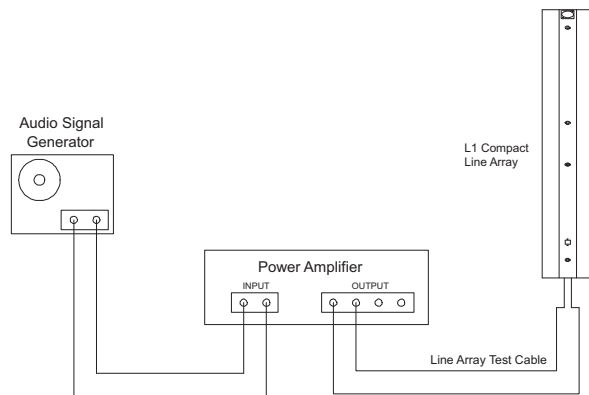 Audio Signal
Generator
L1 Compact
Line Array
Power Amplifier
INPUT
OUTPUT
Line Array Test Cable